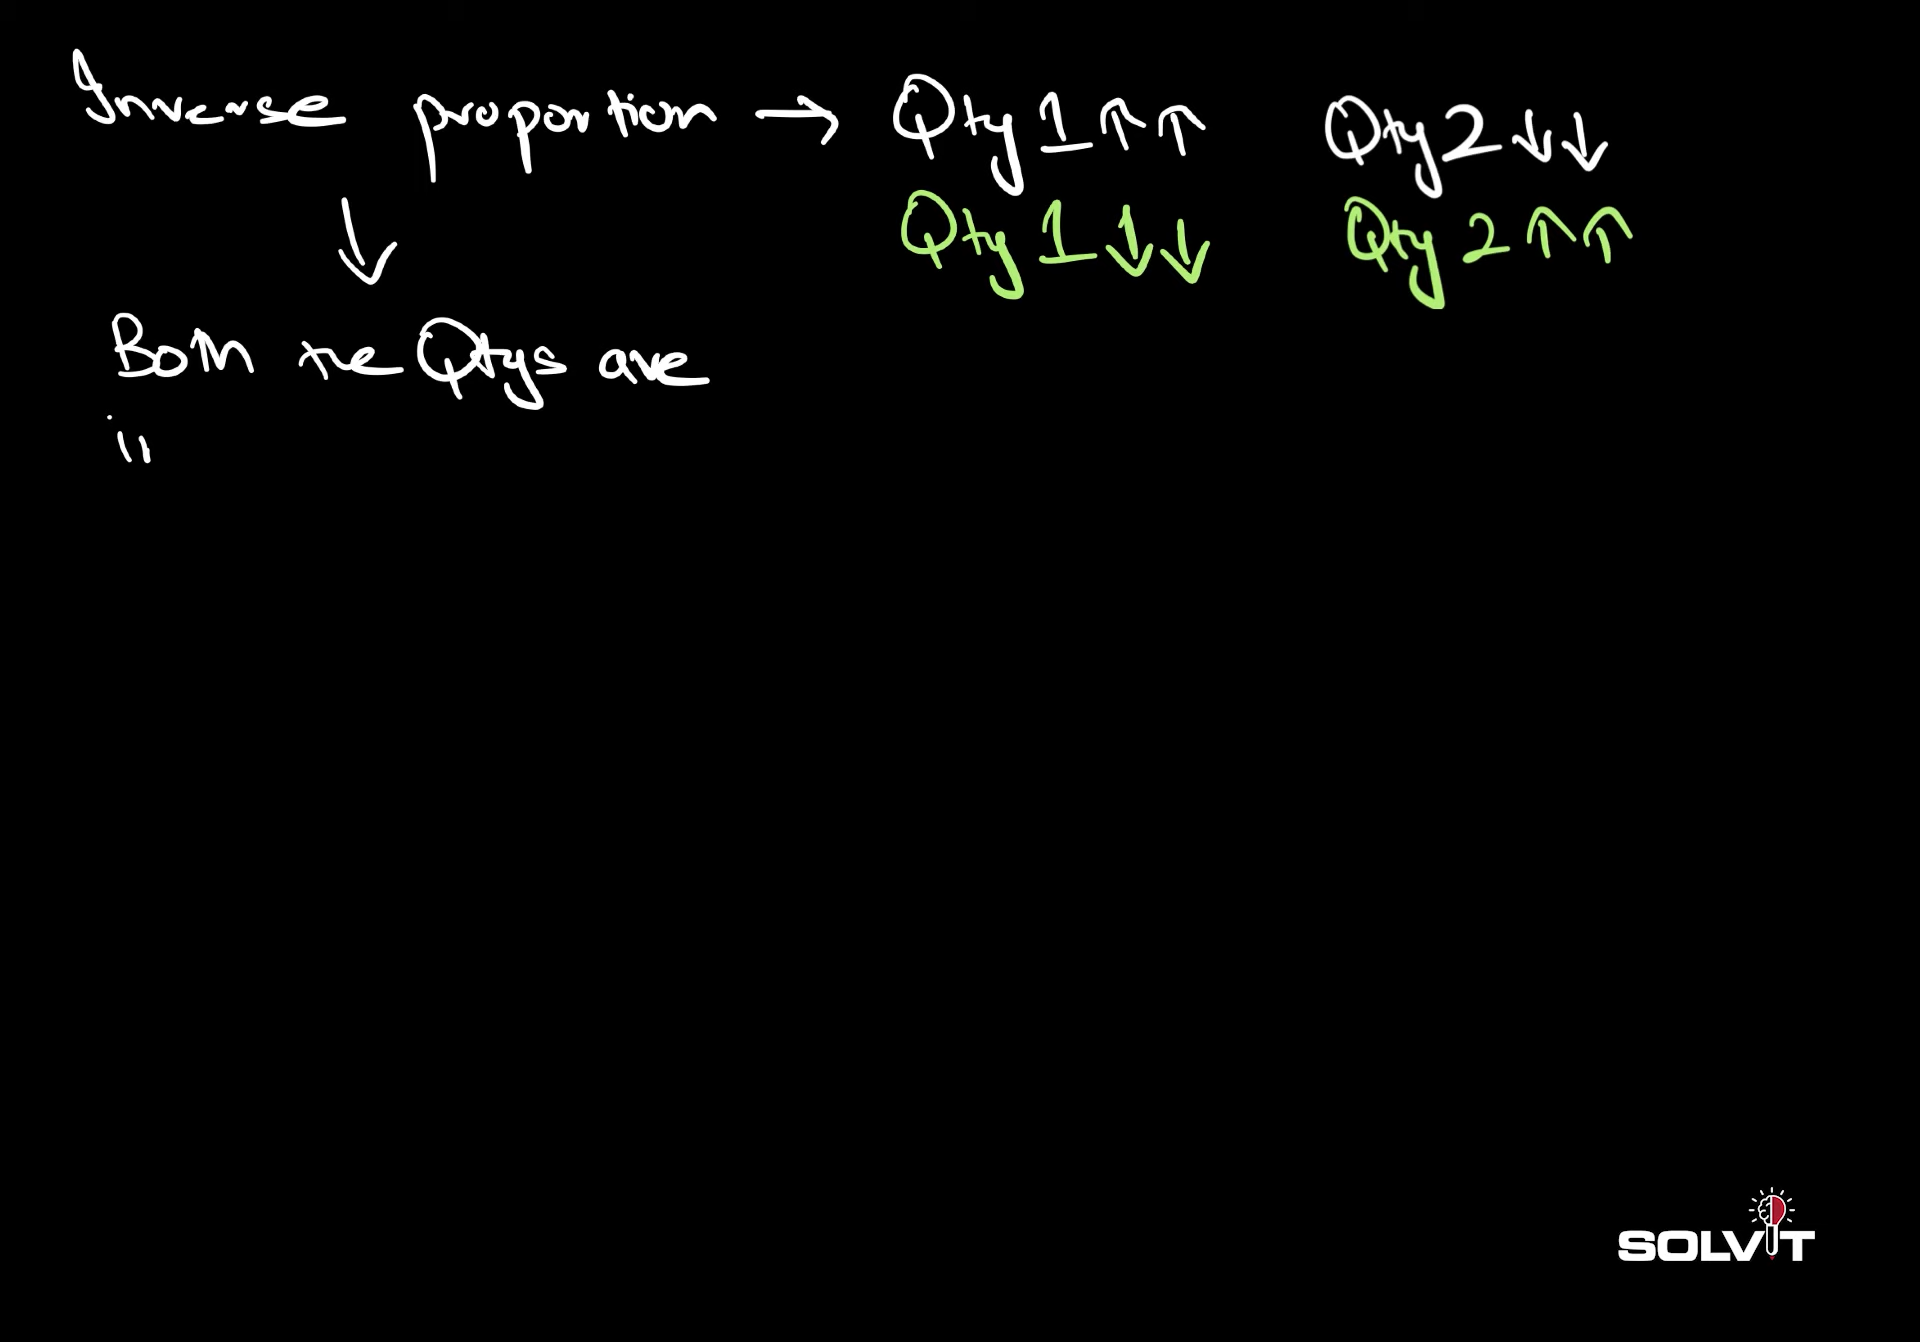 Inverse proportion → Qty 1 ↑↑ Qty 2 ↓↓
Qty 1 ↓↓ Qty 2 ↑↑
↓
Both the Qtys are
SOLVIT